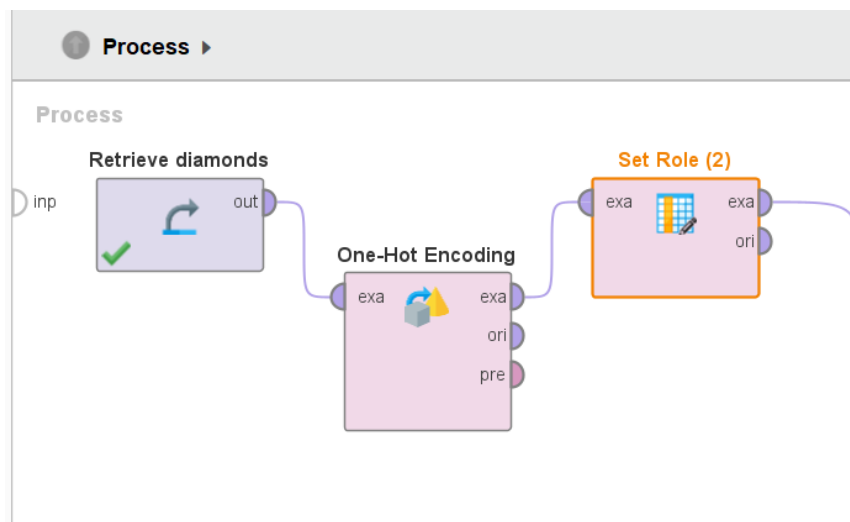 Process
Process
Retrieve diamonds
Set Role (2)
inp
out
exa
exa
ori
One-Hot Encoding
exa
exa
ori
pre